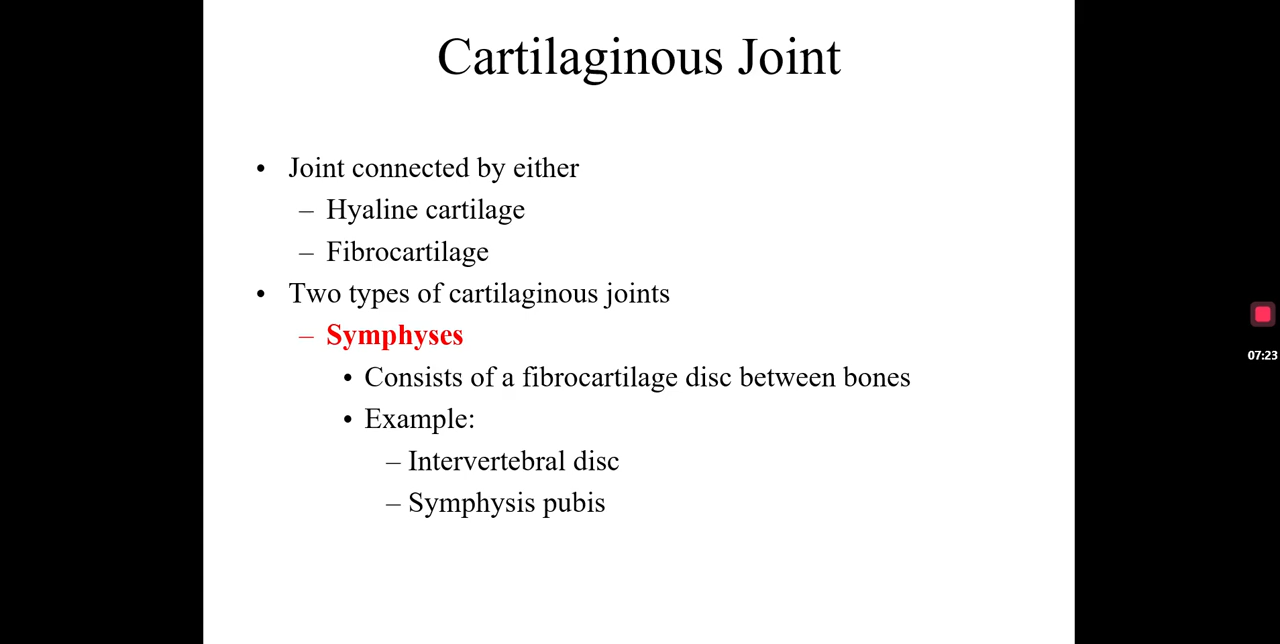 Cartilaginous Joint
• Joint connected by either
– Hyaline cartilage
– Fibrocartilage
• Two types of cartilaginous joints
– Symphyses
• Consists of a fibrocartilage disc between bones
• Example:
– Intervertebral disc
– Symphysis pubis
07:23